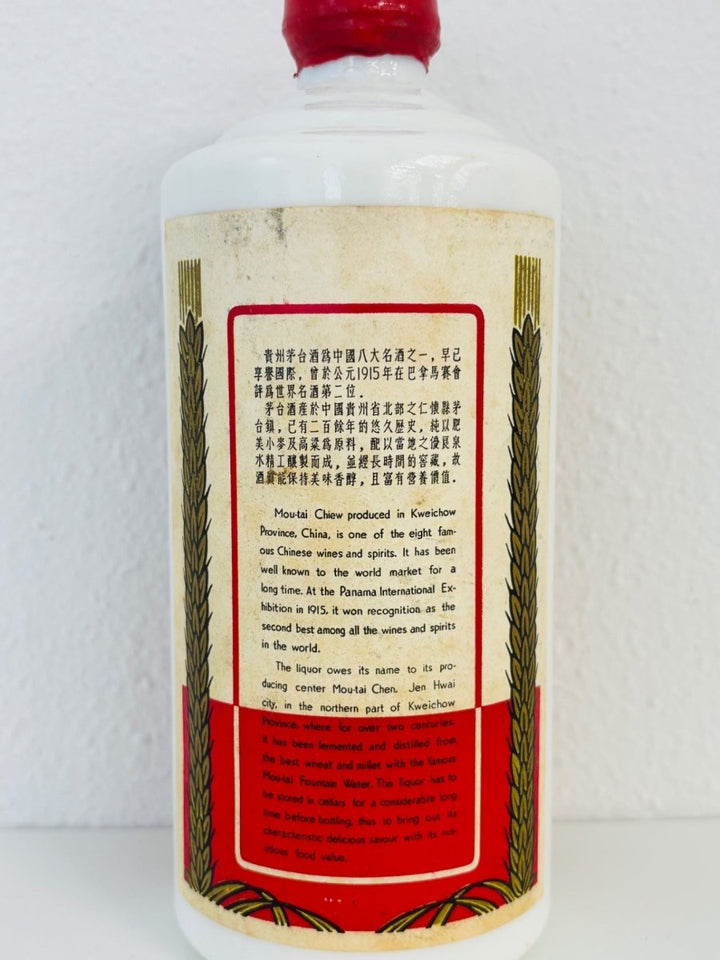 貴州茅台酒爲中國八大名酒之一，早已
享譽國際，曾於公元1915年在巴拿馬賽會
評爲世界名酒第二位．
茅台酒産於中國貴州省北部之仁懷縣茅
台鎮，已有二百餘年的悠久歷史，純以肥
美小麥及高粱爲原料，配以當地之優良泉
水精工釀製而成，並經長時間的窖藏，故
酒質能保持美味香醇，且富有營養價值．
Mou-tai Chiew produced in Kweichow
Province, China, is one of the eight fam-
ous Chinese wines and spirits. It has been
well known to the world market for a
long time. At the Panama International Ex-
hibition in 1915, it won recognition as the
second best among all the wines and spirits
in the world.
The liquor owes its name to its pro-
ducing center Mou-tai Chen, Jen Hwai
city, in the northern part of Kweichow
Province, where for over two centuries,
it has been fermented and distilled from
the best wheat and millet with the famous
Mou-tai Fountain Water. The liquor has to
be stored in cellars for a considerable long
time before bottling, thus to bring out its
characteristic delicious savour with its nut-
ritious food value.